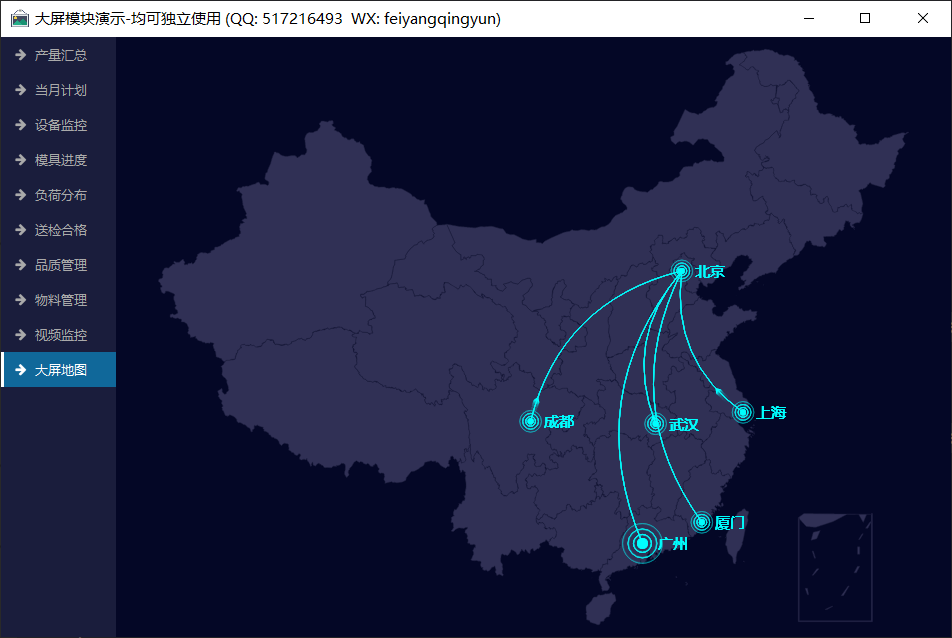 大屏模块演示-均可独立使用 (QQ: 517216493  WX: feiyangqingyun)
产量汇总
当月计划
设备监控
模具进度
负荷分布
送检合格
品质管理
物料管理
视频监控
大屏地图
北京
成都
武汉
上海
厦门
广州